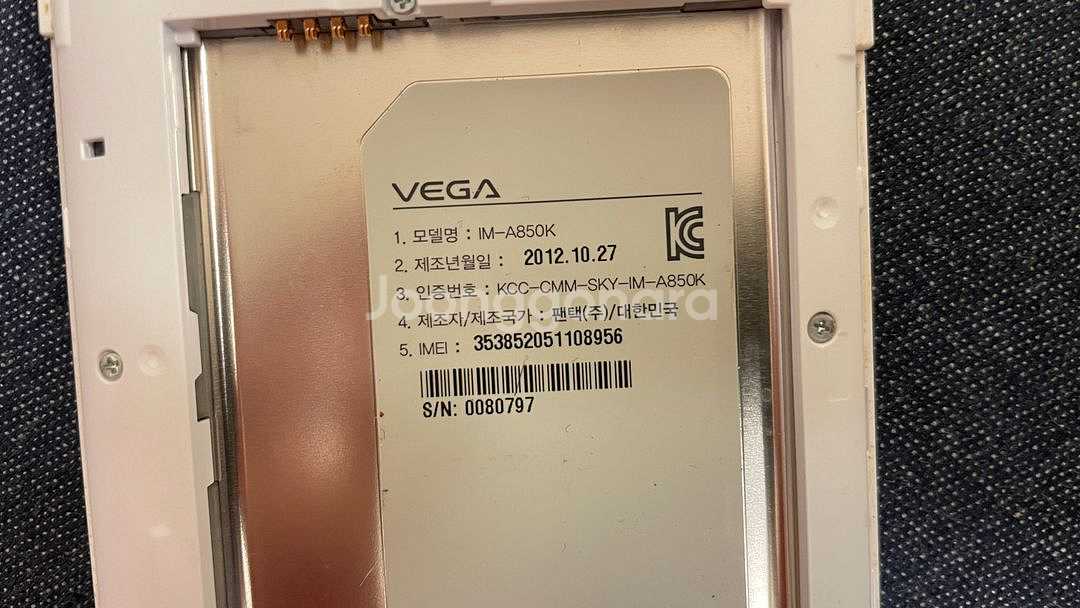 VEGA
1. 모델명 : IM-A850K
2. 제조년월일 : 2012.10.27
3. 인증번호 : KCC-CMM-SKY-IM-A850K
Joonggonara
4. 제조자/제조국가 : 팬택(주)/대한민국
5. IMEI : 353852051108956
S/N: 0080797